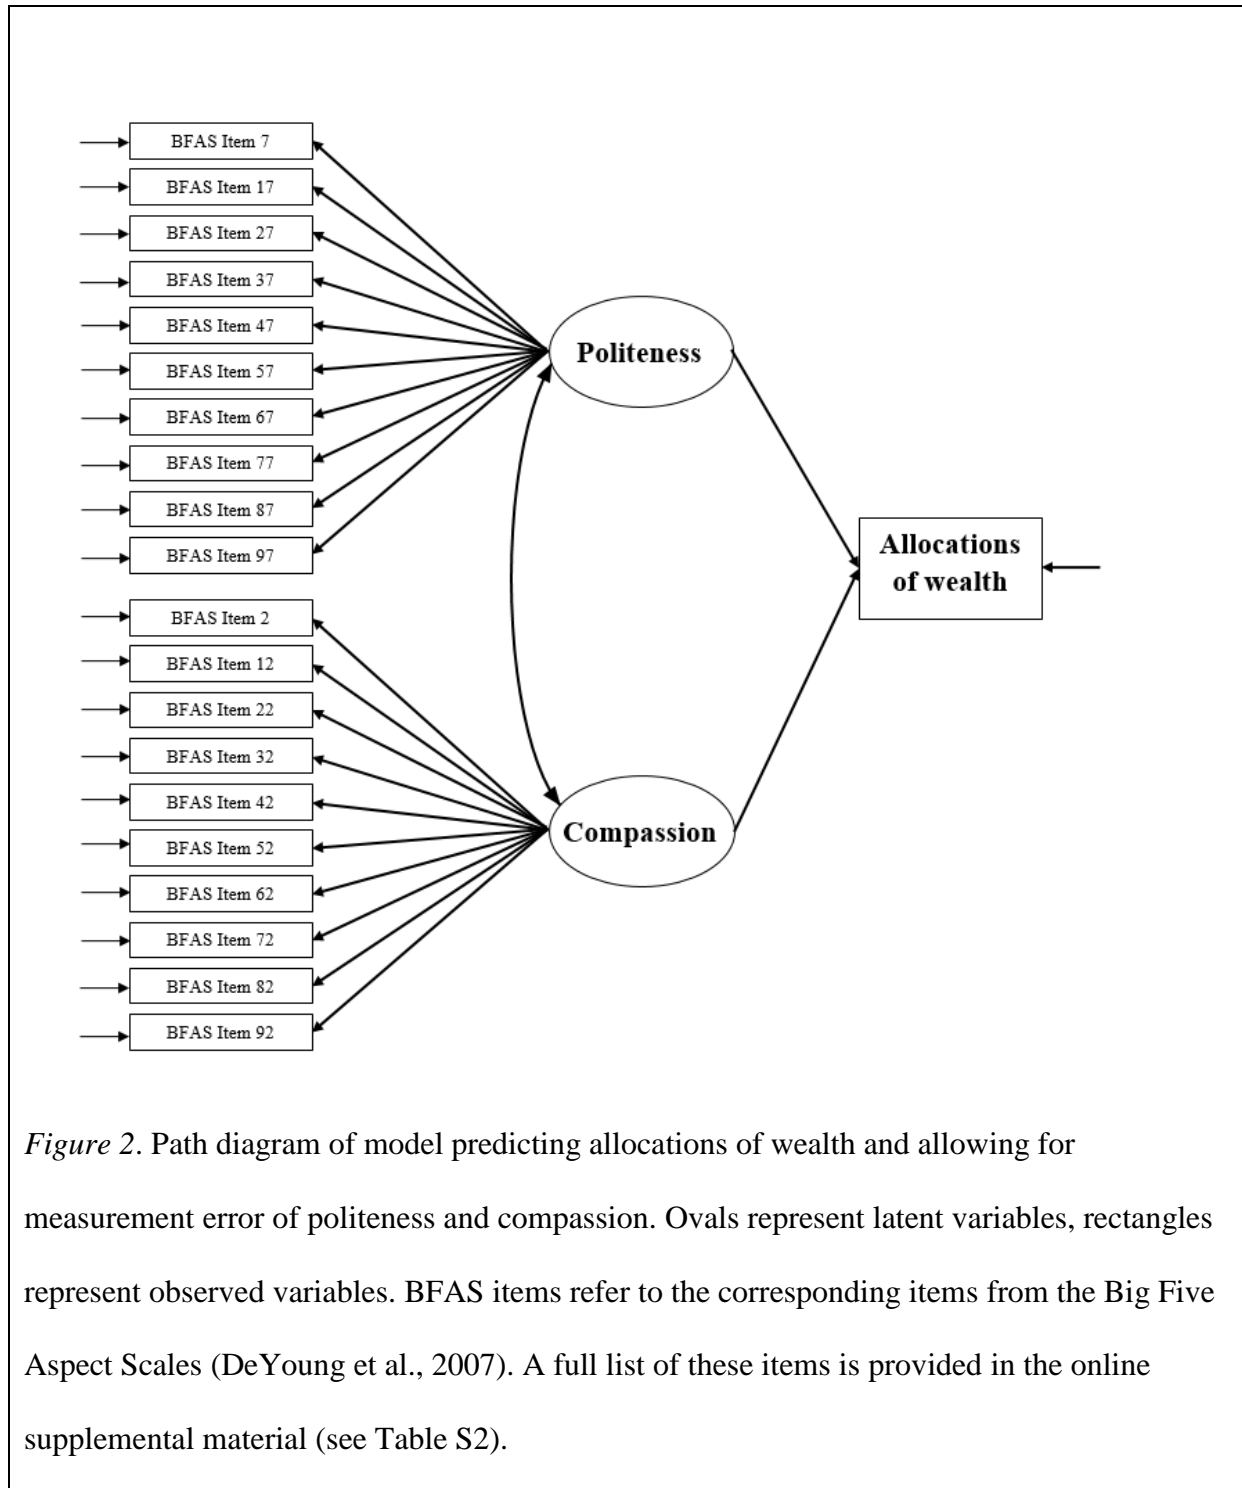 BFAS Item 7
BFAS Item 17
BFAS Item 27
BFAS Item 37
BFAS Item 47
BFAS Item 57
BFAS Item 67
BFAS Item 77
BFAS Item 87
BFAS Item 97
BFAS Item 2
BFAS Item 12
BFAS Item 22
BFAS Item 32
BFAS Item 42
BFAS Item 52
BFAS Item 62
BFAS Item 72
BFAS Item 82
BFAS Item 92
Politeness
Compassion
Allocations
of wealth
Figure 2. Path diagram of model predicting allocations of wealth and allowing for
measurement error of politeness and compassion. Ovals represent latent variables, rectangles
represent observed variables. BFAS items refer to the corresponding items from the Big Five
Aspect Scales (DeYoung et al., 2007). A full list of these items is provided in the online
supplemental material (see Table S2).